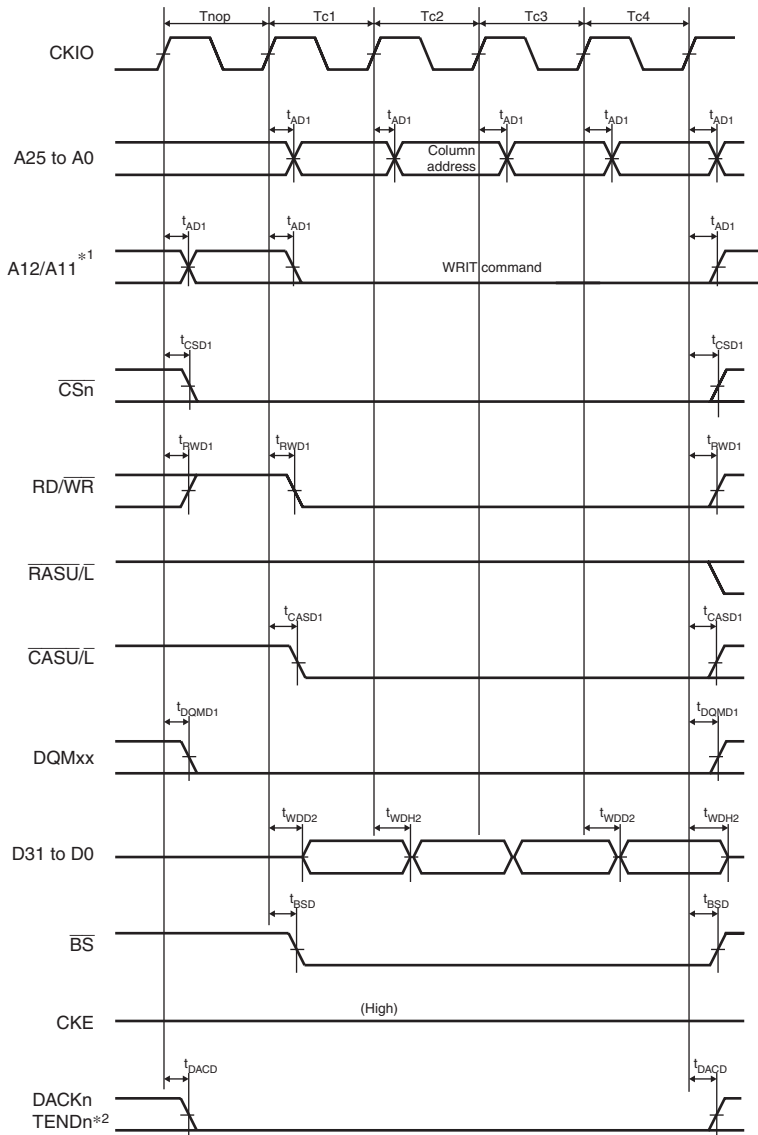 Tnop Tc1 Tc2 Tc3 Tc4
CKIO
tAD1 tAD1 tAD1 tAD1 tAD1
A25 to A0
Column
address
tAD1 tAD1 tAD1
A12/A11*1
WRIT command
tCSD1 tCSD1
CSn
tRWD1 tRWD1 tRWD1
RD/WR
RASU/L
tCASD1 tCASD1
CASU/L
tDQMD1 tDQMD1
DQMxx
tWDD2 tWDH2 tWDD2 tWDH2
D31 to D0
tBSD tBSD
BS
(High)
CKE
tDACD tDACD
DACKn
TENDn*2